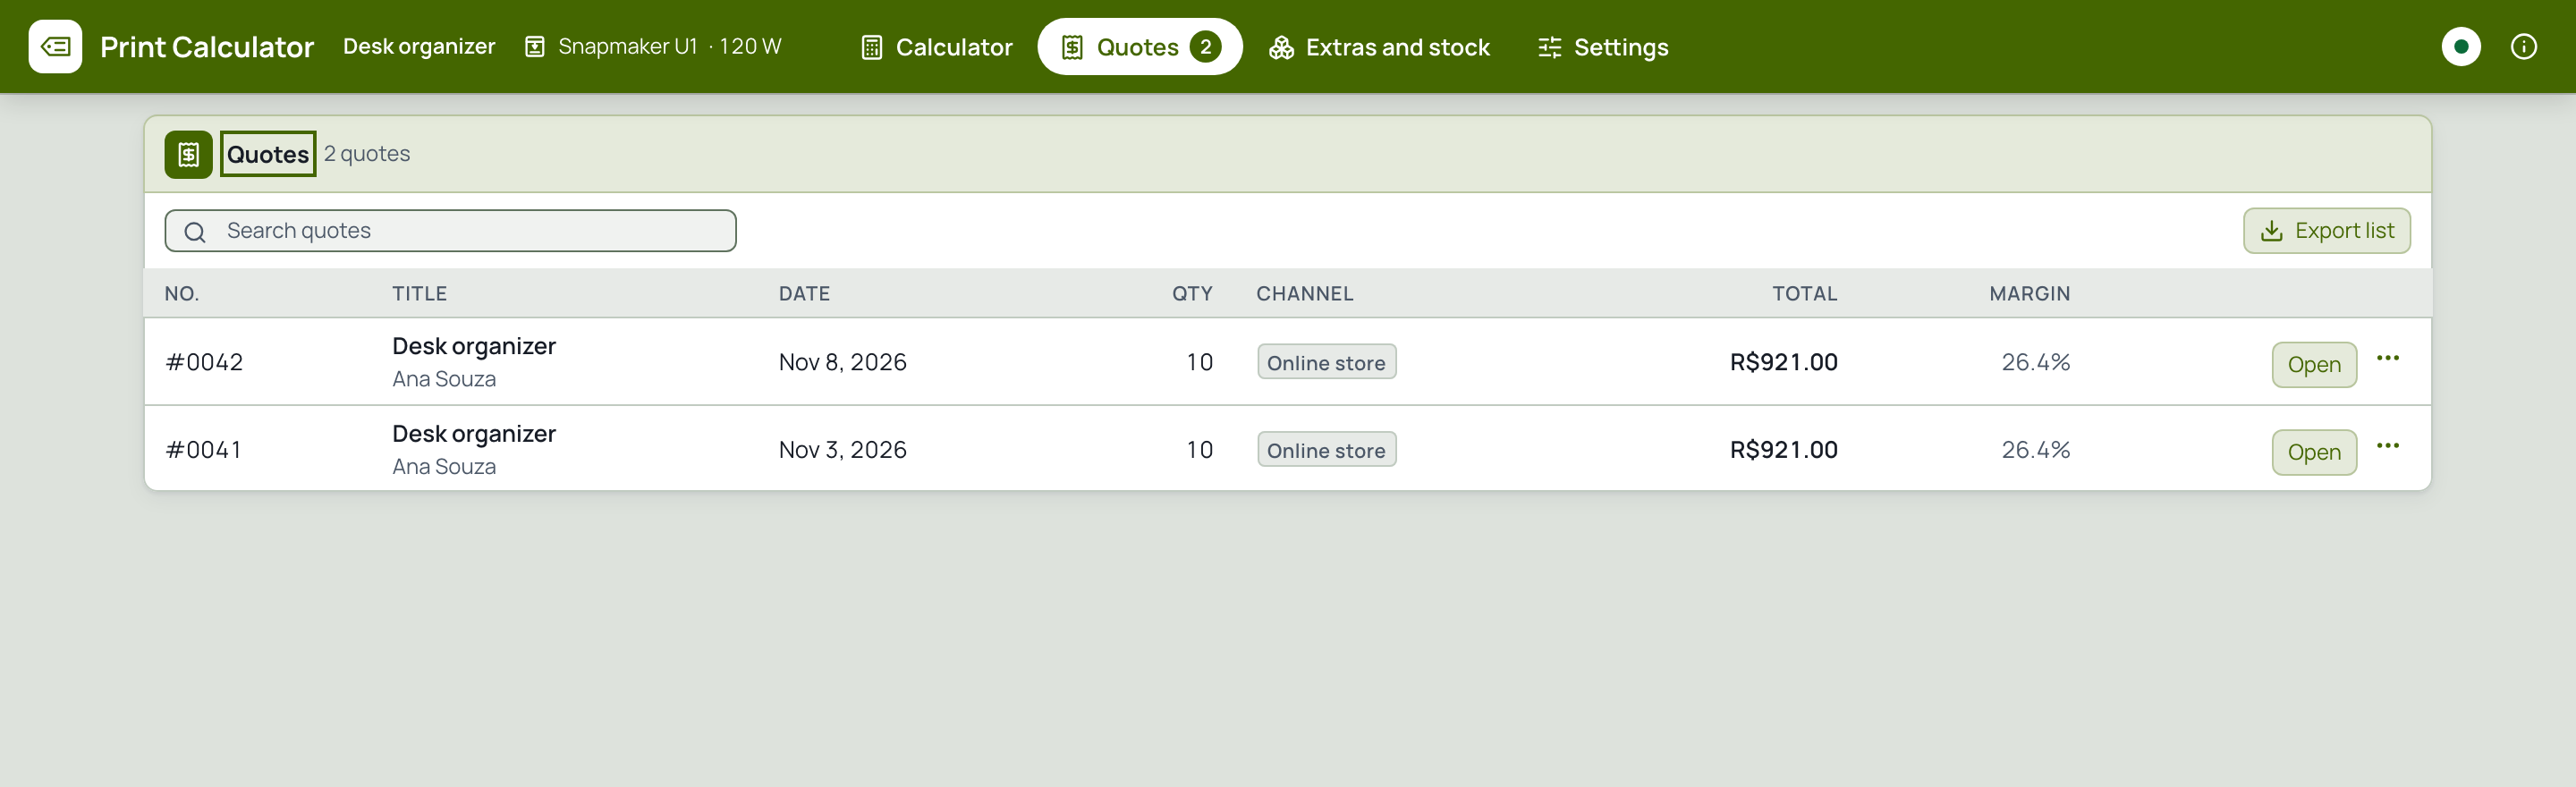 Print Calculator Desk organizer Snapmaker U1 · 120 W Calculator Quotes 2 Extras and stock Settings
Quotes 2 quotes
Search quotes Export list
NO. TITLE DATE QTY CHANNEL TOTAL MARGIN
#0042 Desk organizer Nov 8, 2026 10 Online store R$921.00 26.4% Open
Ana Souza
#0041 Desk organizer Nov 3, 2026 10 Online store R$921.00 26.4% Open
Ana Souza